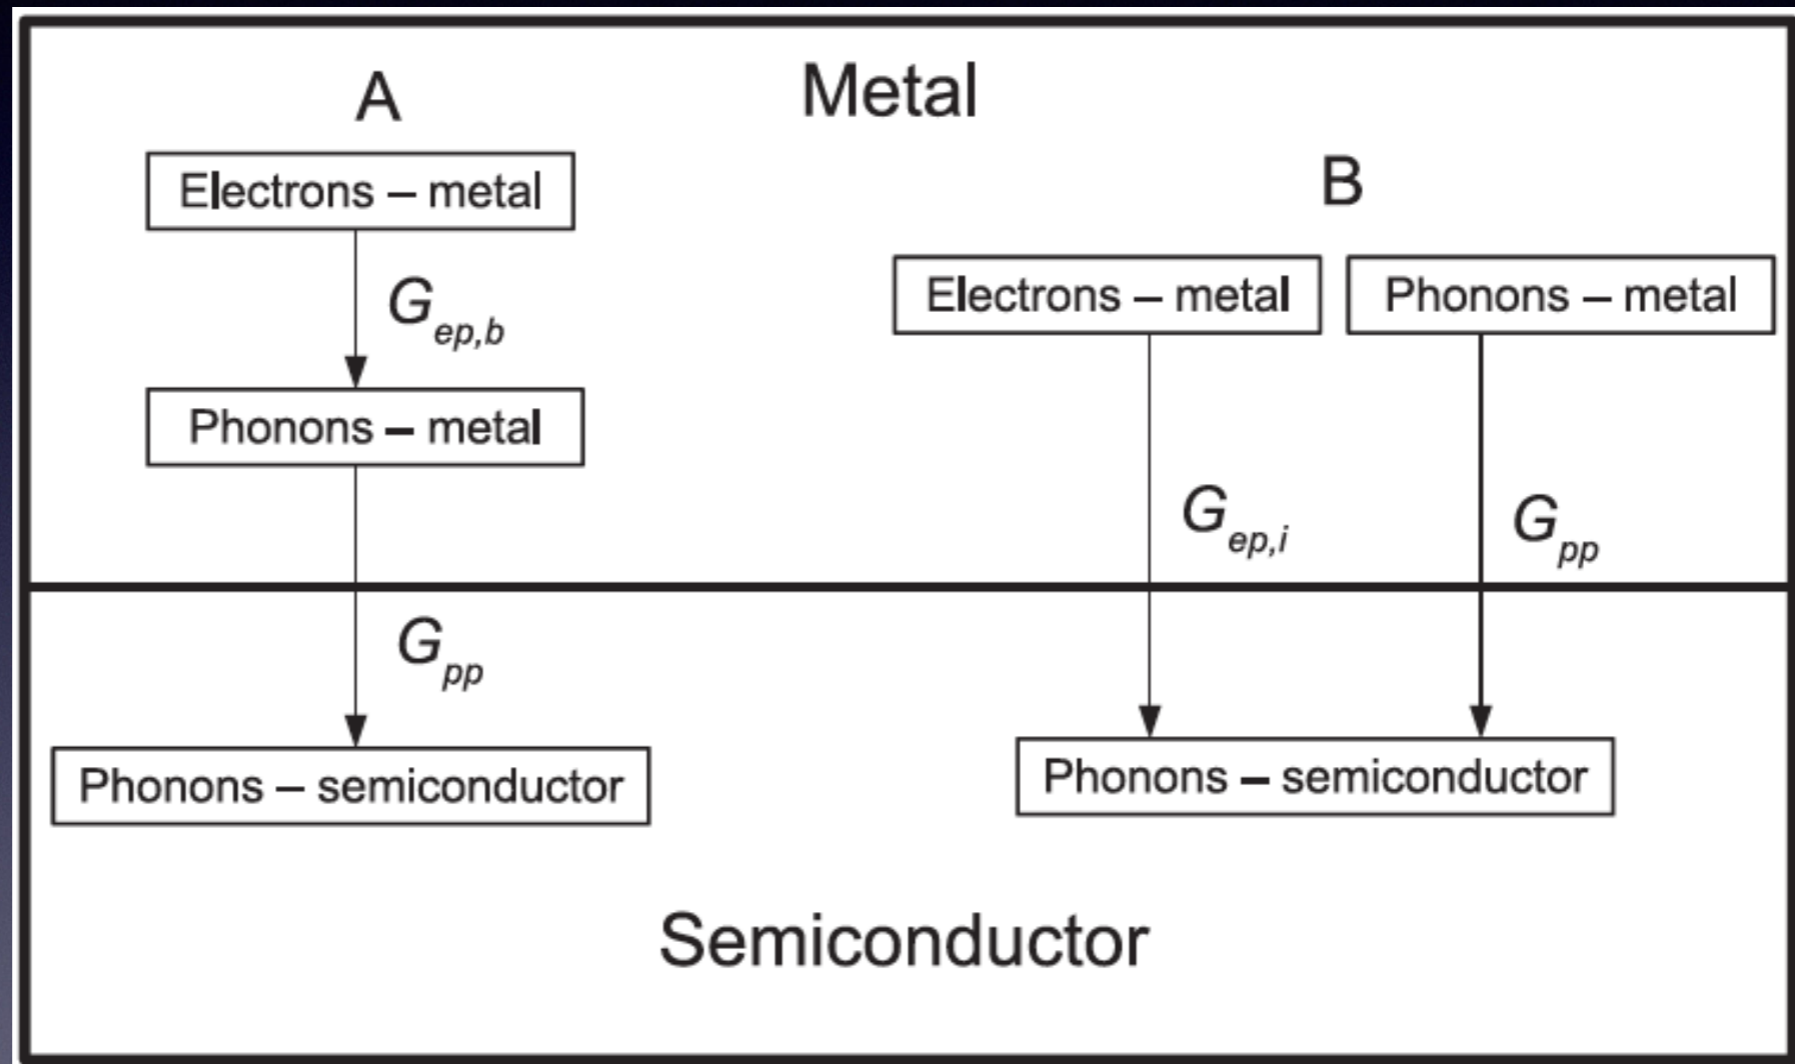 A
Metal
Electrons – metal
B
G ep,b
Electrons – metal
Phonons – metal
Phonons – metal
G ep,i
G pp
G pp
Phonons – semiconductor
Phonons – semiconductor
Semiconductor